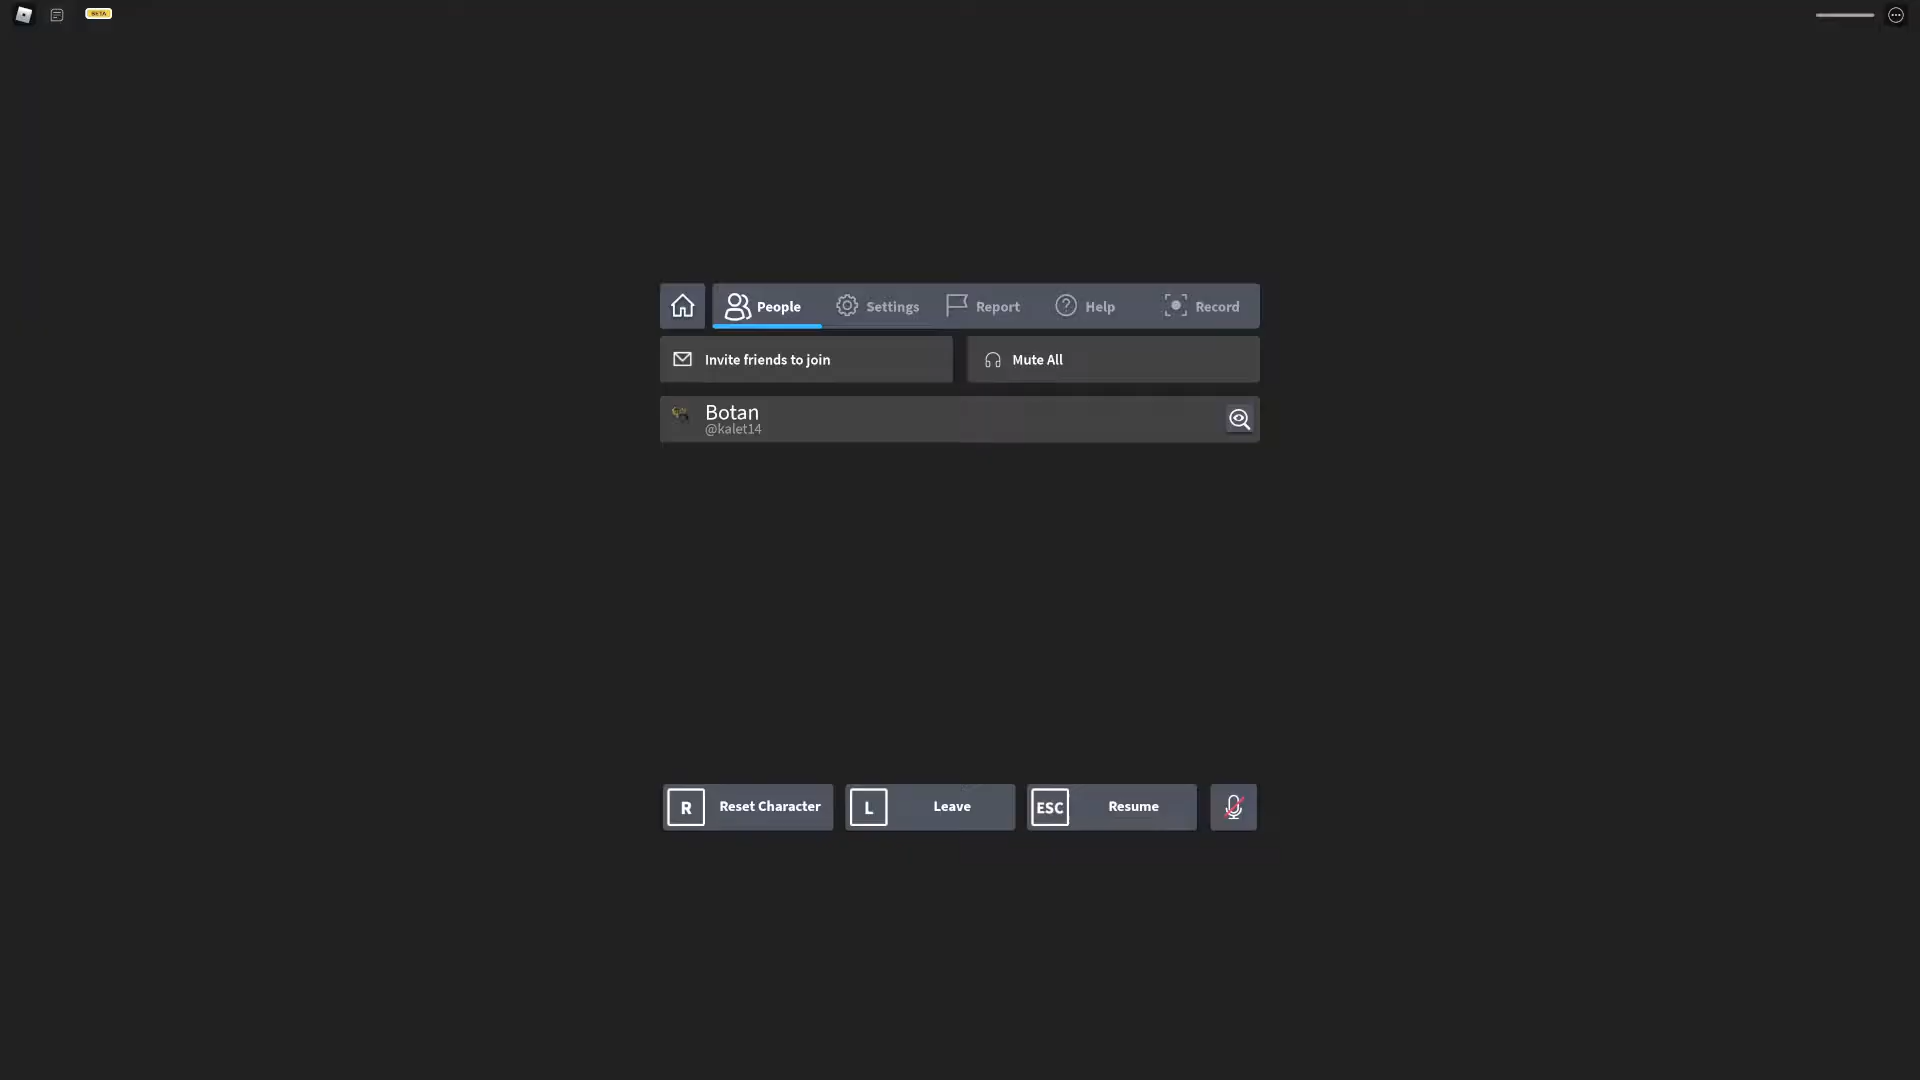 BETA
People
Settings
Report
Help
Record
Invite friends to join
Mute All
Botan
@kalet14
R
Reset Character
L
Leave
ESC
Resume